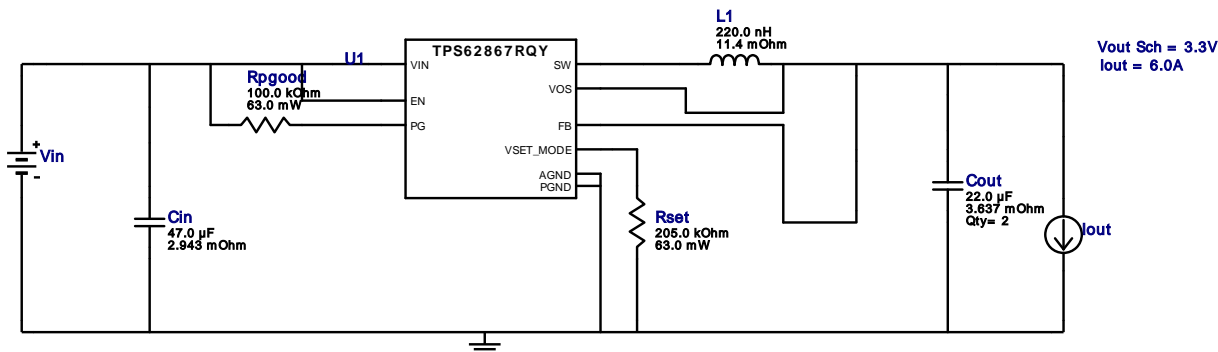 L1
220.0 nH
11.4 mOhm
Vout Sch = 3.3V
Iout = 6.0A
TPS62867RQY
U1
VIN
SW
Rpgood
100.0 kOhm
63.0 mW
VOS
EN
PG
FB
VSET_MODE
+
Vin
-
AGND
PGND
Cout
22.0 µF
3.637 mOhm
Qty= 2
Cin
47.0 µF
2.943 mOhm
Rset
205.0 kOhm
63.0 mW
Iout